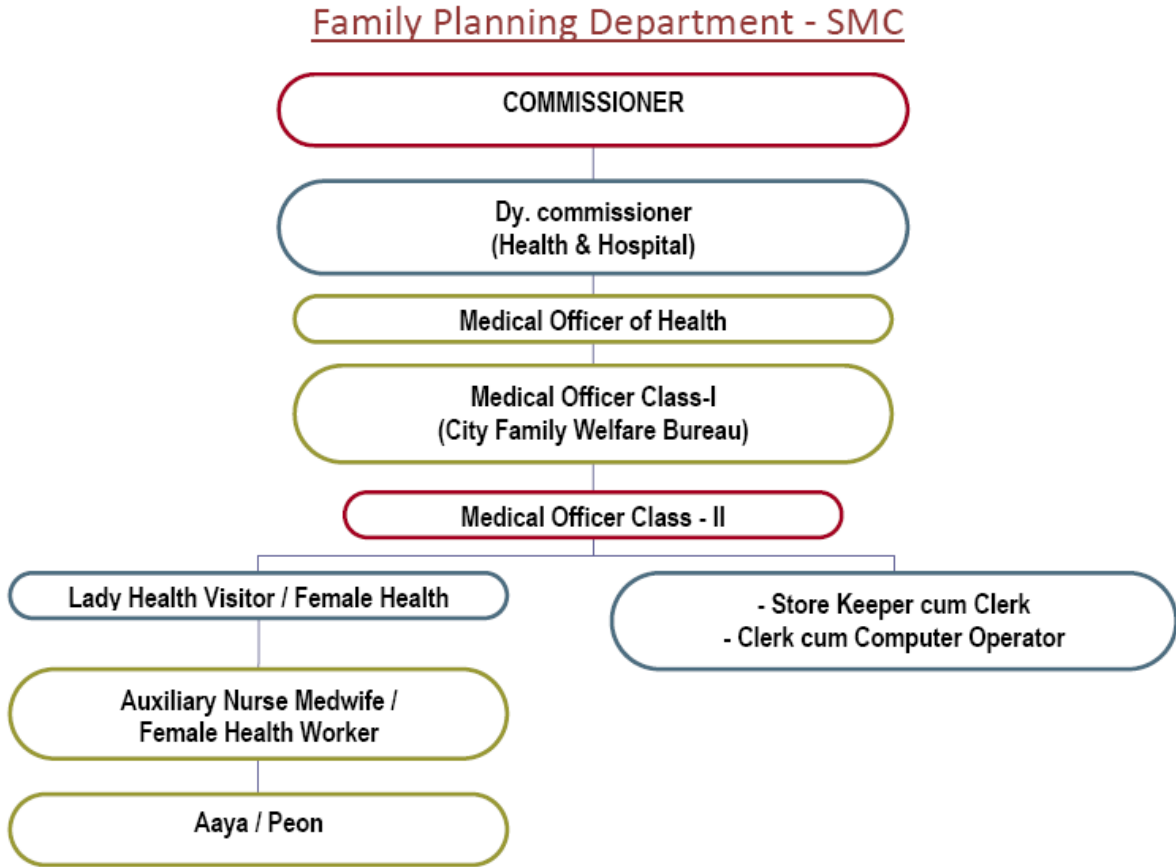 Family Planning Department - SMC
COMMISSIONER
Dy. commissioner
(Health & Hospital)
Medical Officer of Health
Medical Officer Class-I
(City Family Welfare Bureau)
Medical Officer Class - II
Lady Health Visitor / Female Health
- Store Keeper cum Clerk
- Clerk cum Computer Operator
Auxiliary Nurse Medwife /
Female Health Worker
Aaya / Peon